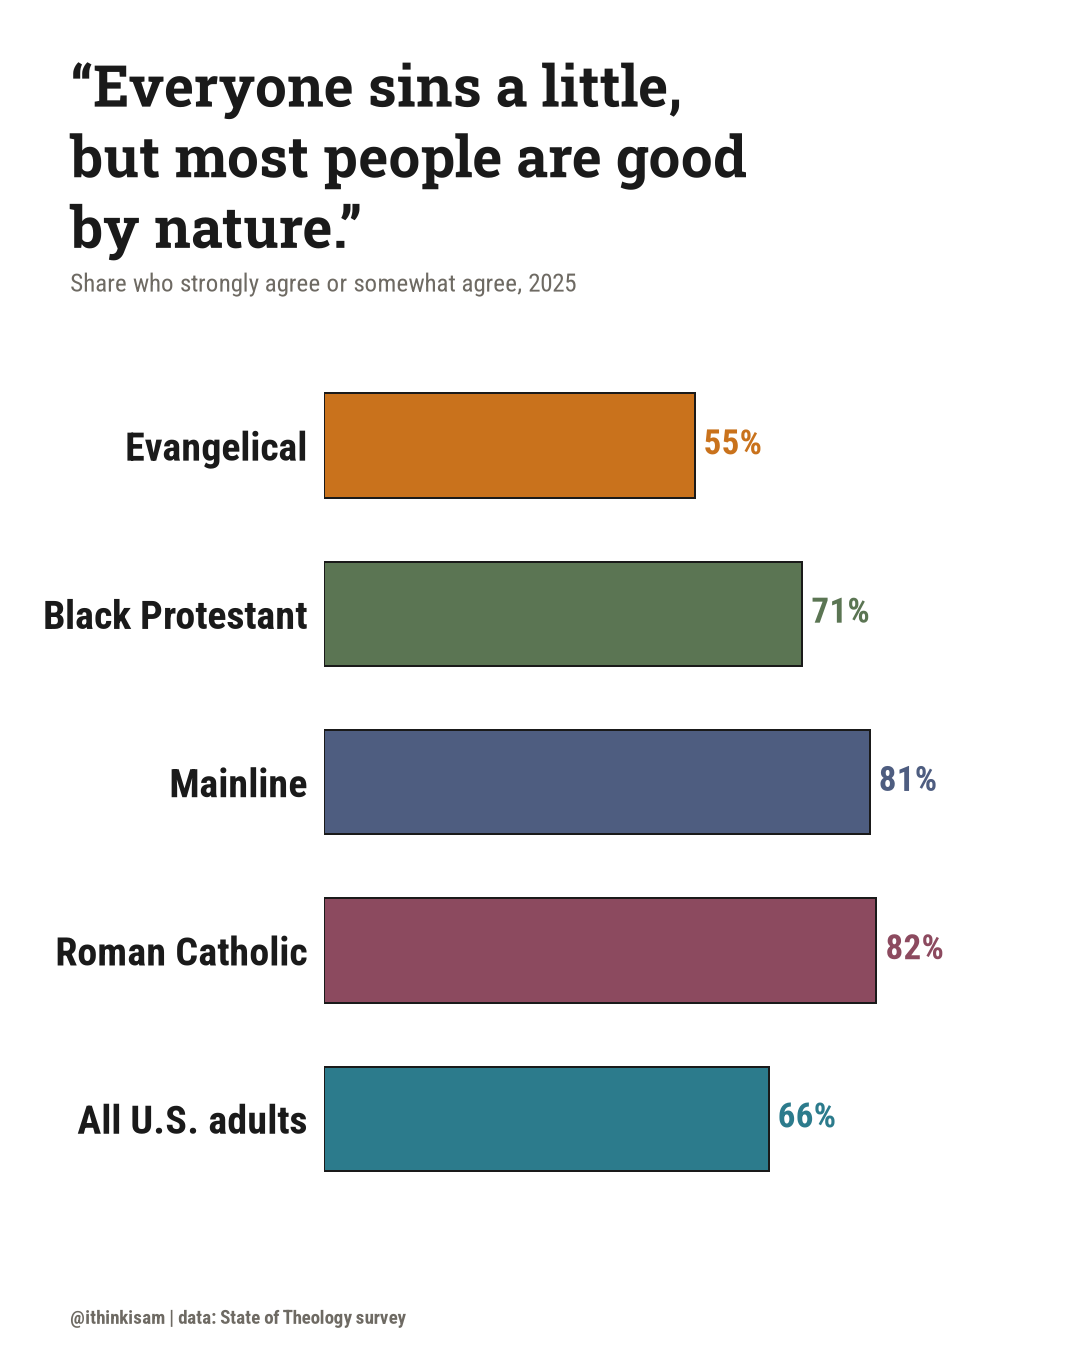 “Everyone sins a little,
but most people are good
by nature.”
Share who strongly agree or somewhat agree, 2025
Evangelical
55%
Black Protestant
71%
Mainline
81%
Roman Catholic
82%
All U.S. adults
66%
@ithinkisam | data: State of Theology survey